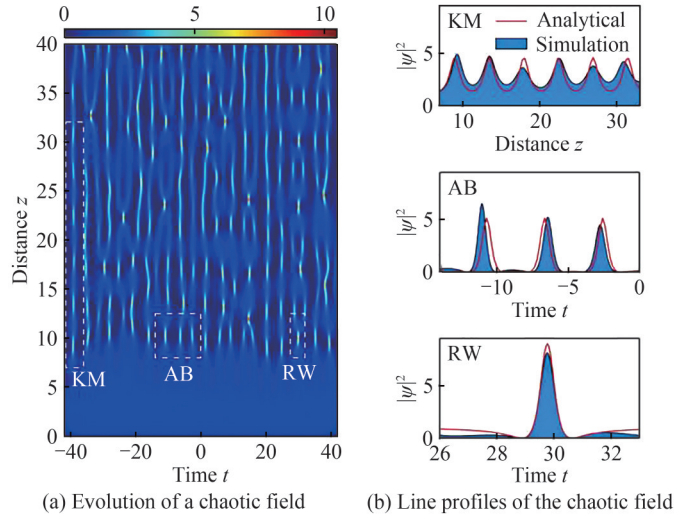 0 5 10
40
35
30
25
20
15
10
5
0
Distance z
KM
AB
RW
−40 −20 0 20 40
Time t
(a) Evolution of a chaotic field
KM
Analytical
Simulation
|ψ|²
5
0
10 20 30
Distance z
AB
|ψ|²
5
0
−10 −5 0
Time t
RW
|ψ|²
5
0
26 28 30 32
Time t
(b) Line profiles of the chaotic field